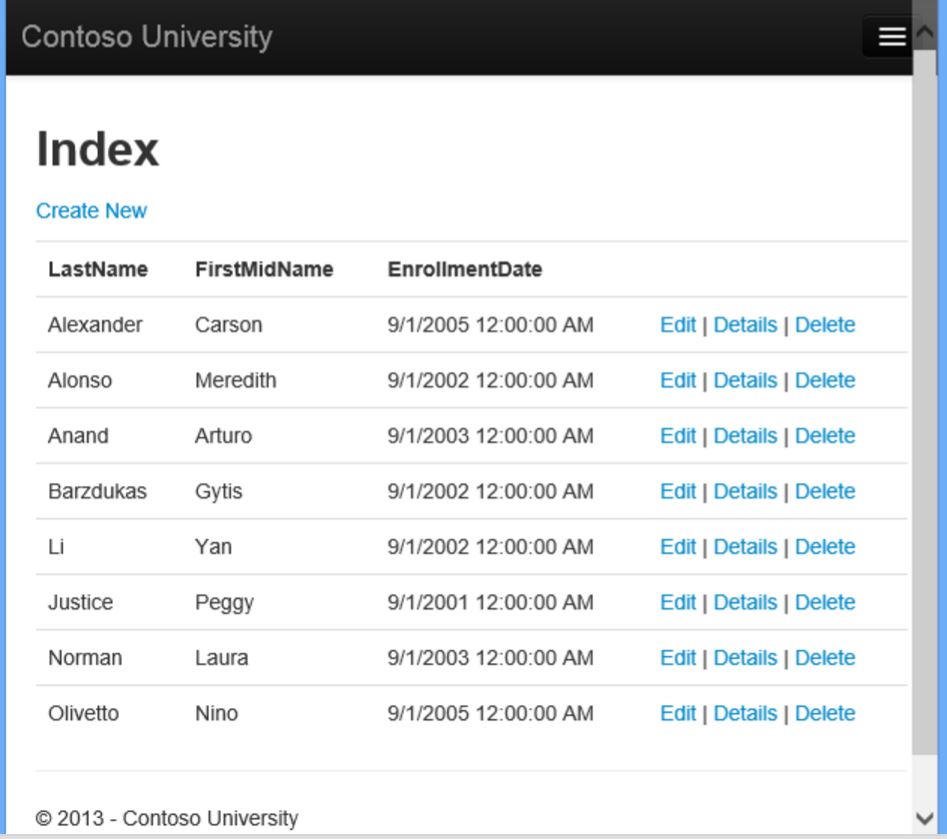 Contoso University
Index
Create New
LastName FirstMidName EnrollmentDate
Alexander Carson 9/1/2005 12:00:00 AM Edit | Details | Delete
Alonso Meredith 9/1/2002 12:00:00 AM Edit | Details | Delete
Anand Arturo 9/1/2003 12:00:00 AM Edit | Details | Delete
Barzdukas Gytis 9/1/2002 12:00:00 AM Edit | Details | Delete
Li Yan 9/1/2002 12:00:00 AM Edit | Details | Delete
Justice Peggy 9/1/2001 12:00:00 AM Edit | Details | Delete
Norman Laura 9/1/2003 12:00:00 AM Edit | Details | Delete
Olivetto Nino 9/1/2005 12:00:00 AM Edit | Details | Delete
© 2013 - Contoso University